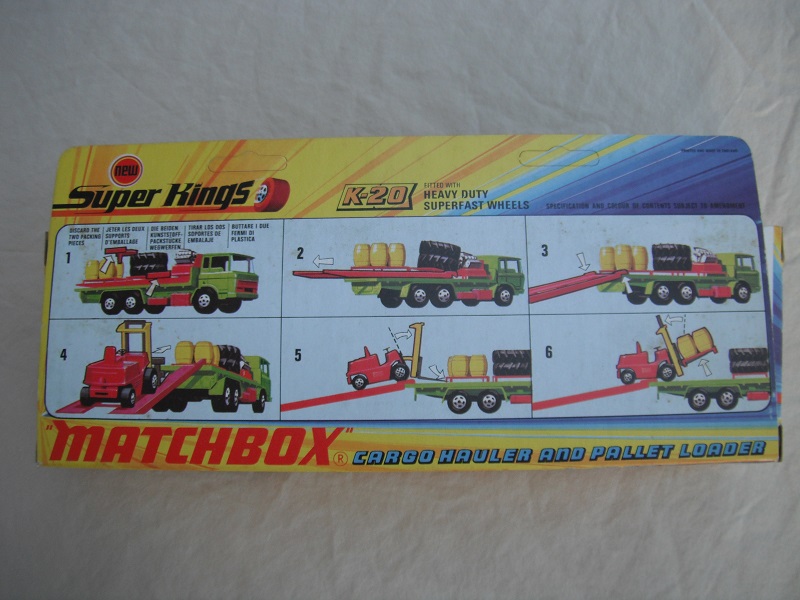 new
Super Kings
K-20
FITTED WITH
HEAVY DUTY
SUPERFAST WHEELS
SPECIFICATION AND COLOUR OF CONTENTS SUBJECT TO AMENDMENT
DISCARD THE
TWO PACKING
PIECES
JETER LES DEUX
SUPPORTS
D'EMBALLAGE
DIE BEIDEN
KUNSTSTOFF-
PACKSTÜCKE
WEGWERFEN
TIRAR LOS DOS
SOPORTES DE
EMBALAJE
BUTTARE I DUE
FERMI DI
PLASTICA
1
2
3
4
5
6
"MATCHBOX"®
CARGO HAULER AND PALLET LOADER